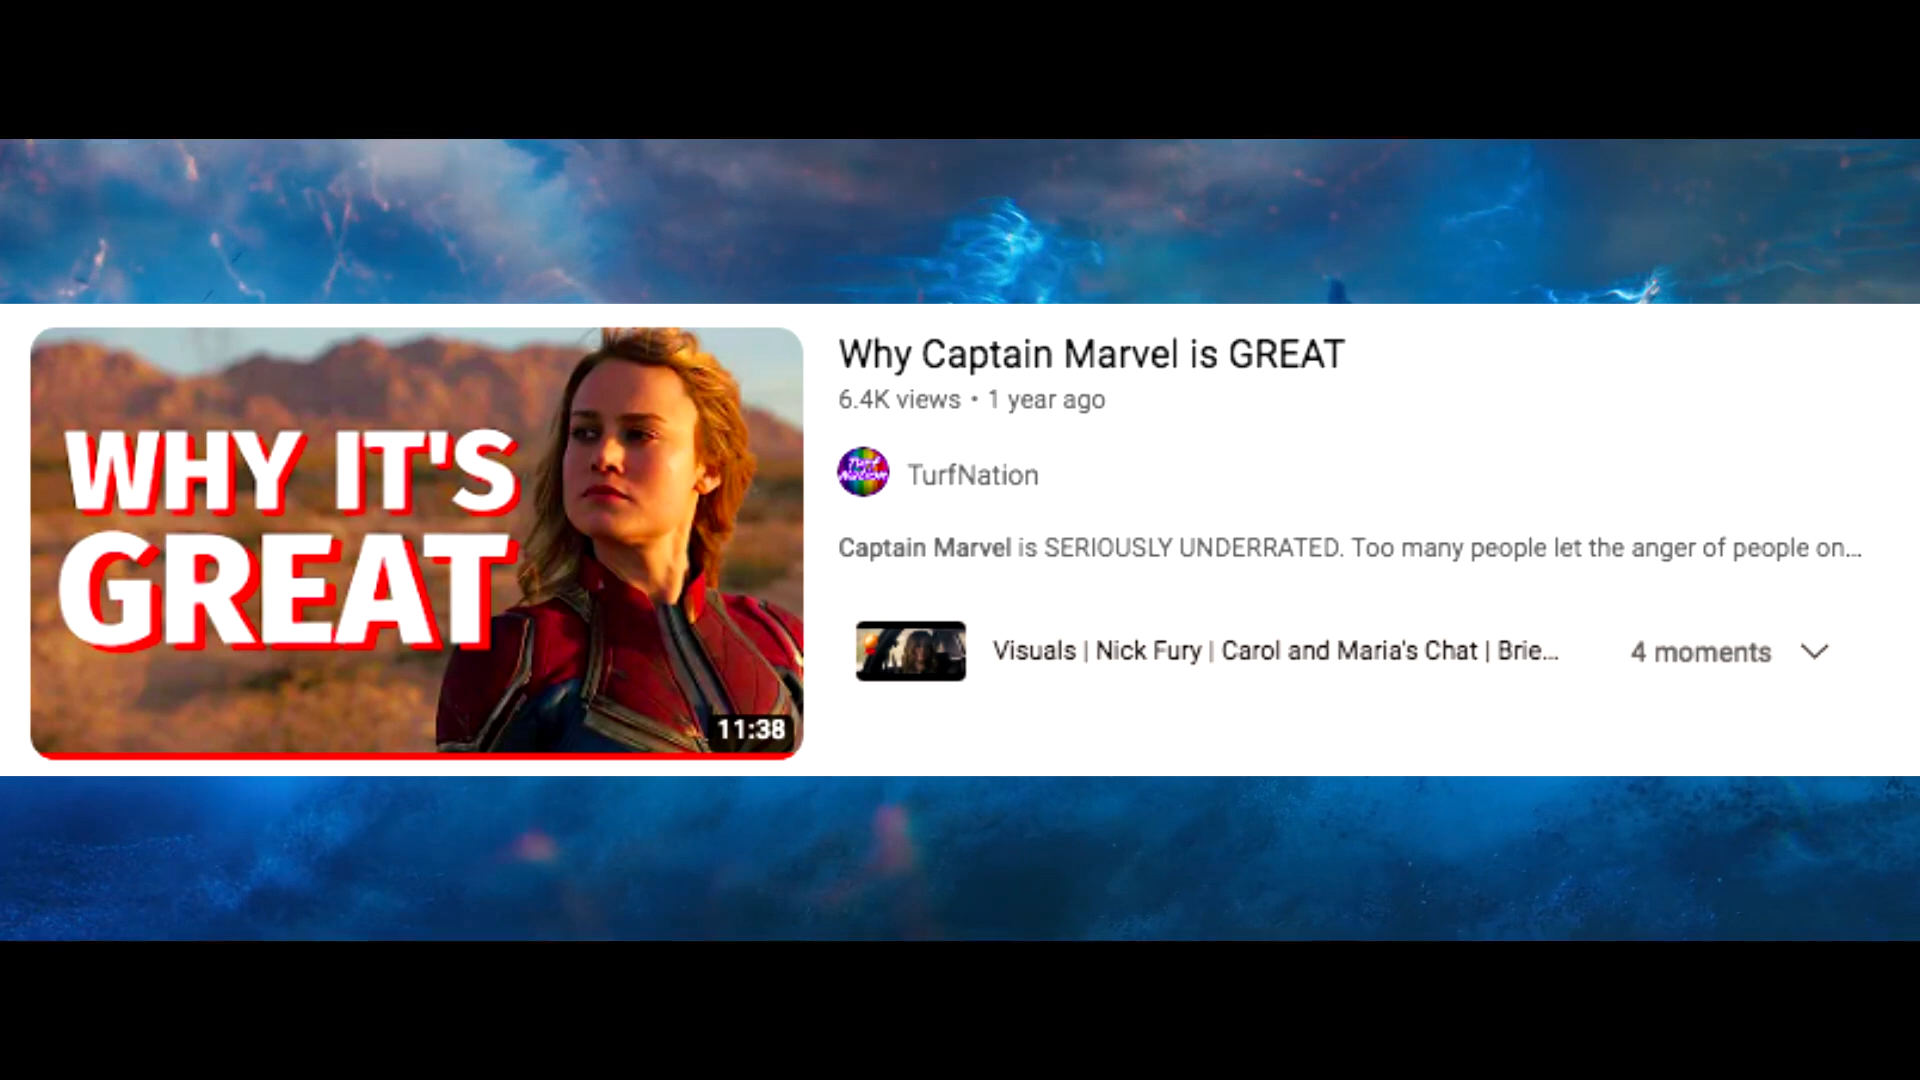 WHY IT'S
GREAT
11:38
Why Captain Marvel is GREAT
6.4K views • 1 year ago
Turf
Nation
TurfNation
Captain Marvel is SERIOUSLY UNDERRATED. Too many people let the anger of people on...
Visuals | Nick Fury | Carol and Maria's Chat | Brie...
4 moments